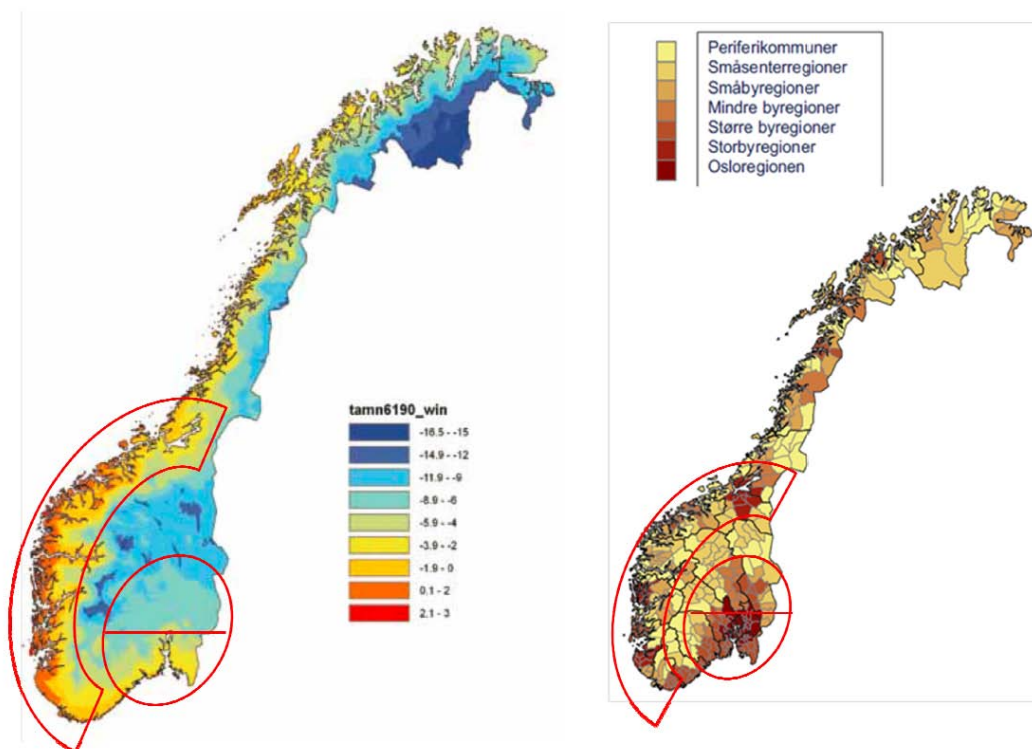 tamn6190_win
-16.5 - -15
-14.9 - -12
-11.9 - -9
-8.9 - -6
-5.9 - -4
-3.9 - -2
-1.9 - 0
0.1 - 2
2.1 - 3
Periferikommuner
Småsenterregioner
Småbyregioner
Mindre byregioner
Større byregioner
Storbyregioner
Osloregionen